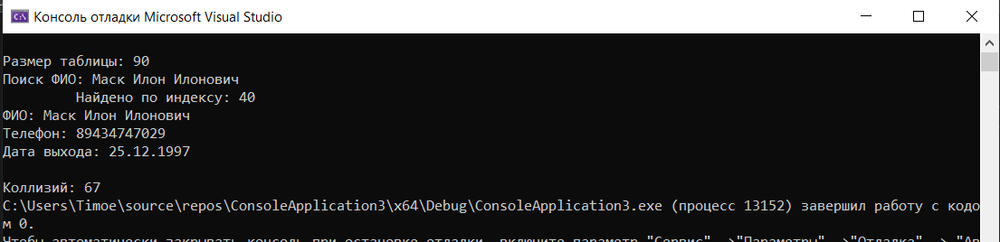 Консоль отладки Microsoft Visual Studio
Размер таблицы: 90
Поиск ФИО: Маск Илон Илонович
Найдено по индексу: 40
ФИО: Маск Илон Илонович
Телефон: 89434747029
Дата выхода: 25.12.1997
Коллизий: 67
C:\Users\Timoe\source\repos\ConsoleApplication3\x64\Debug\ConsoleApplication3.exe (процесс 13152) завершил работу с кодо
м 0.
Чтобы автоматически закрывать консоль при остановке отладки, включите параметр "Сервис" ->"Параметры" ->"Отладка" -> "Ав